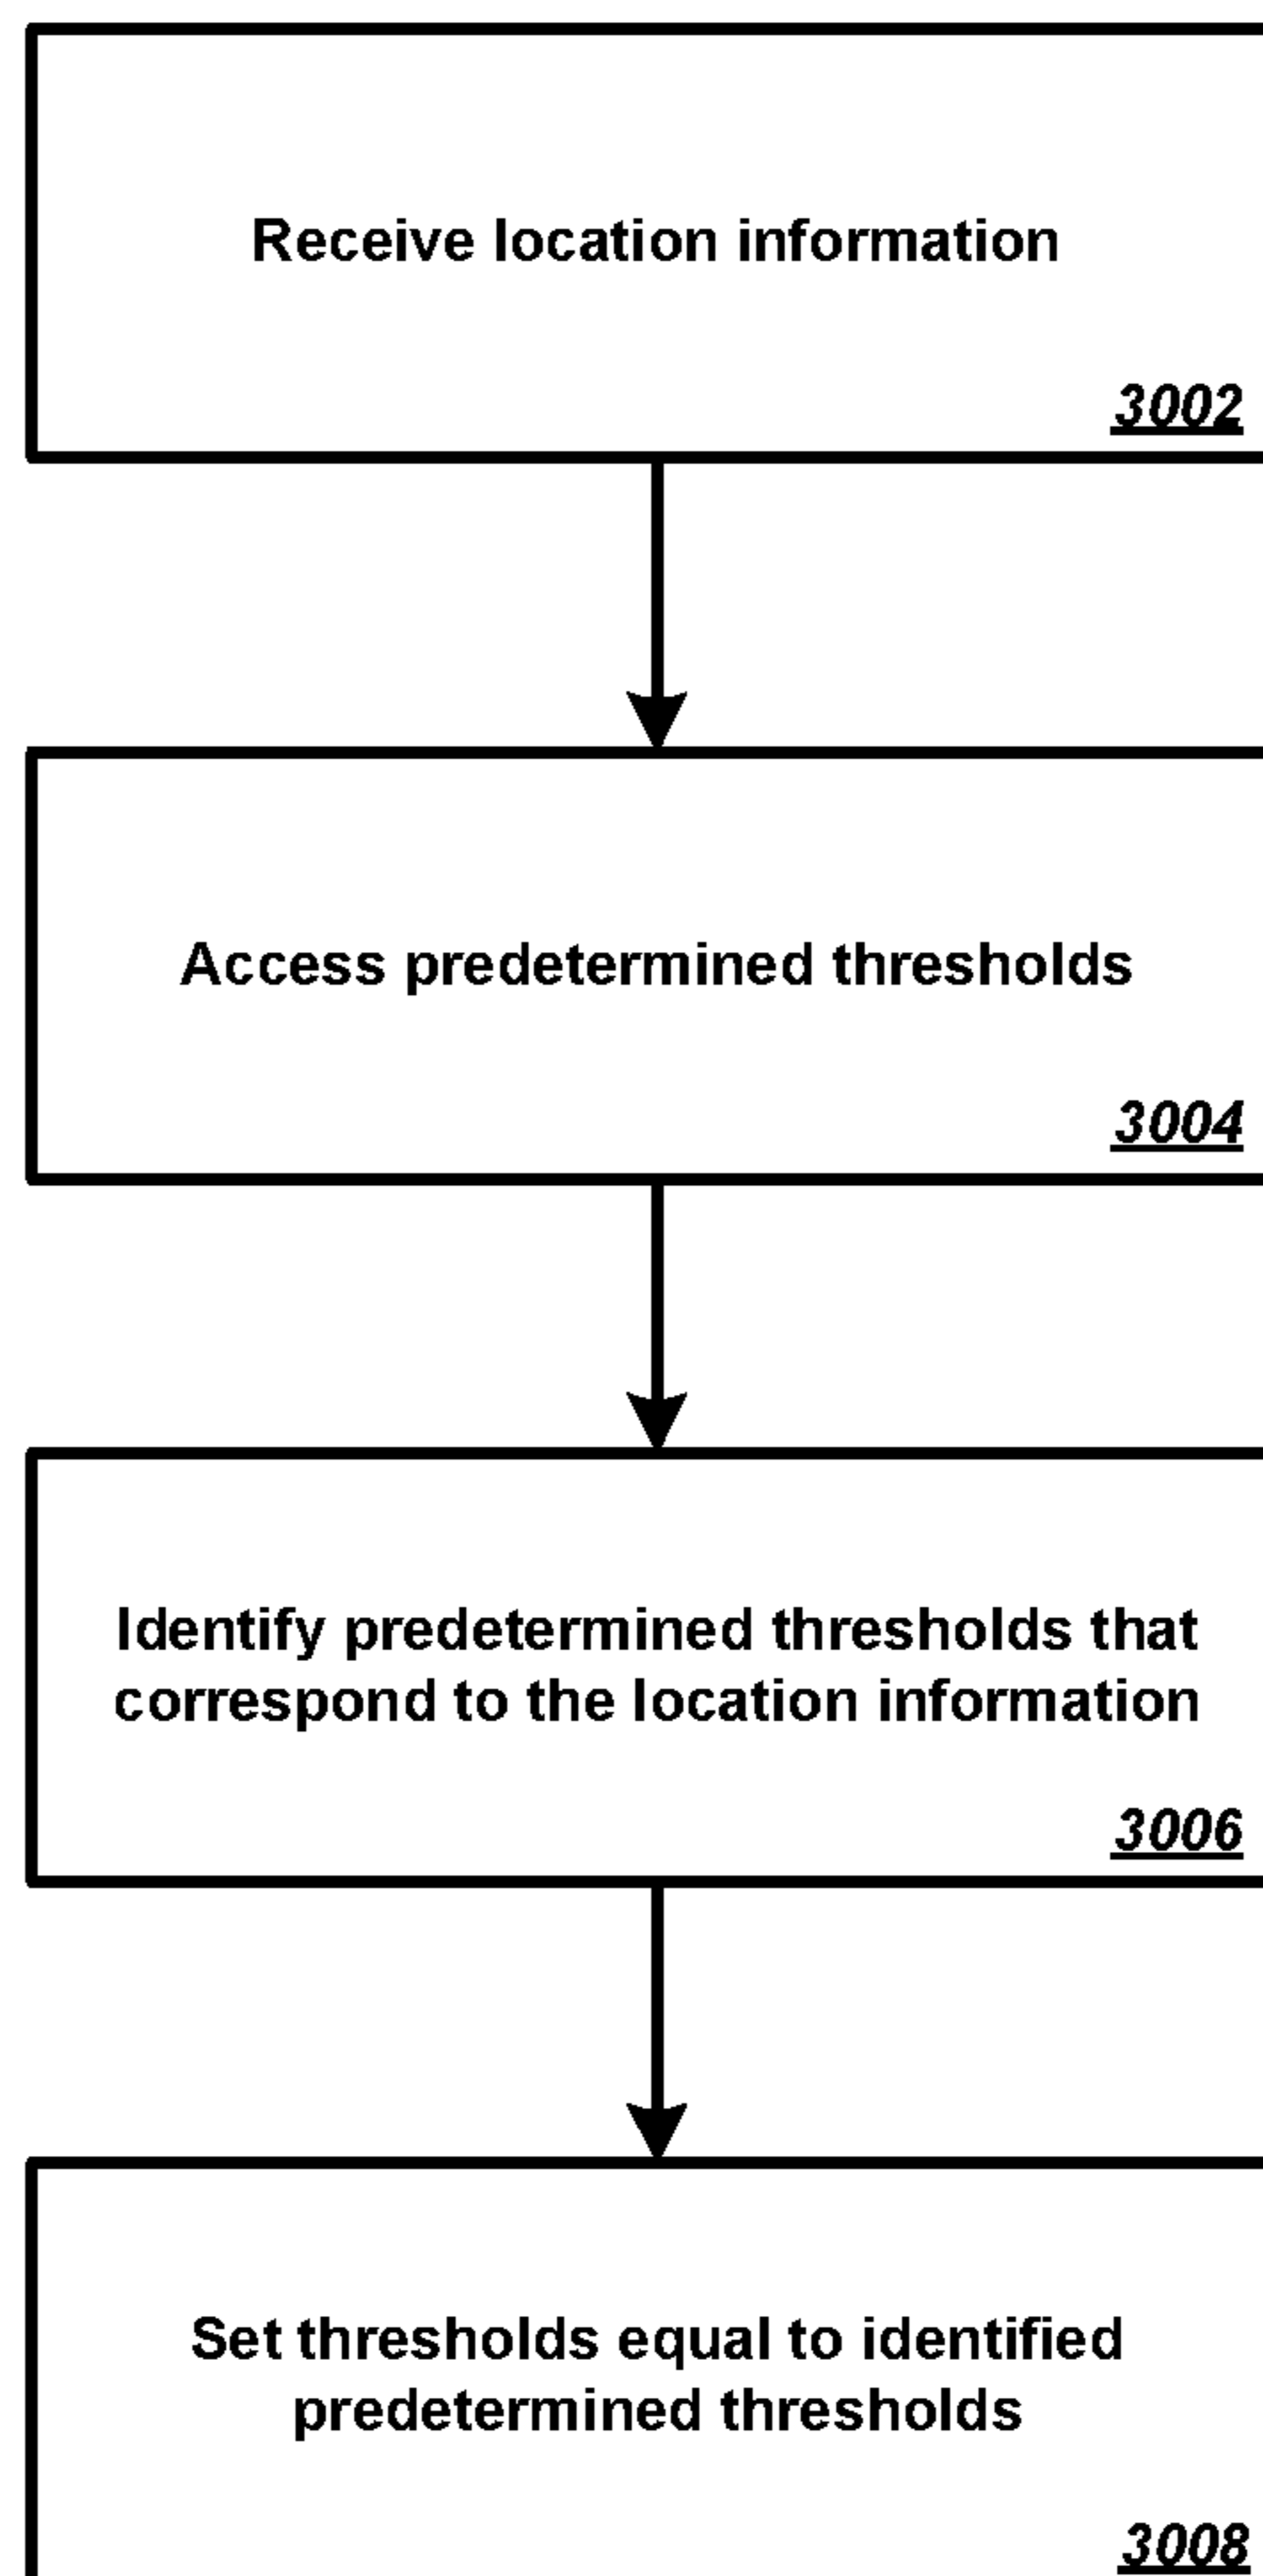 Receive location information
3002
Access predetermined thresholds
3004
Identify predetermined thresholds that
correspond to the location information
3006
Set thresholds equal to identified
predetermined thresholds
3008